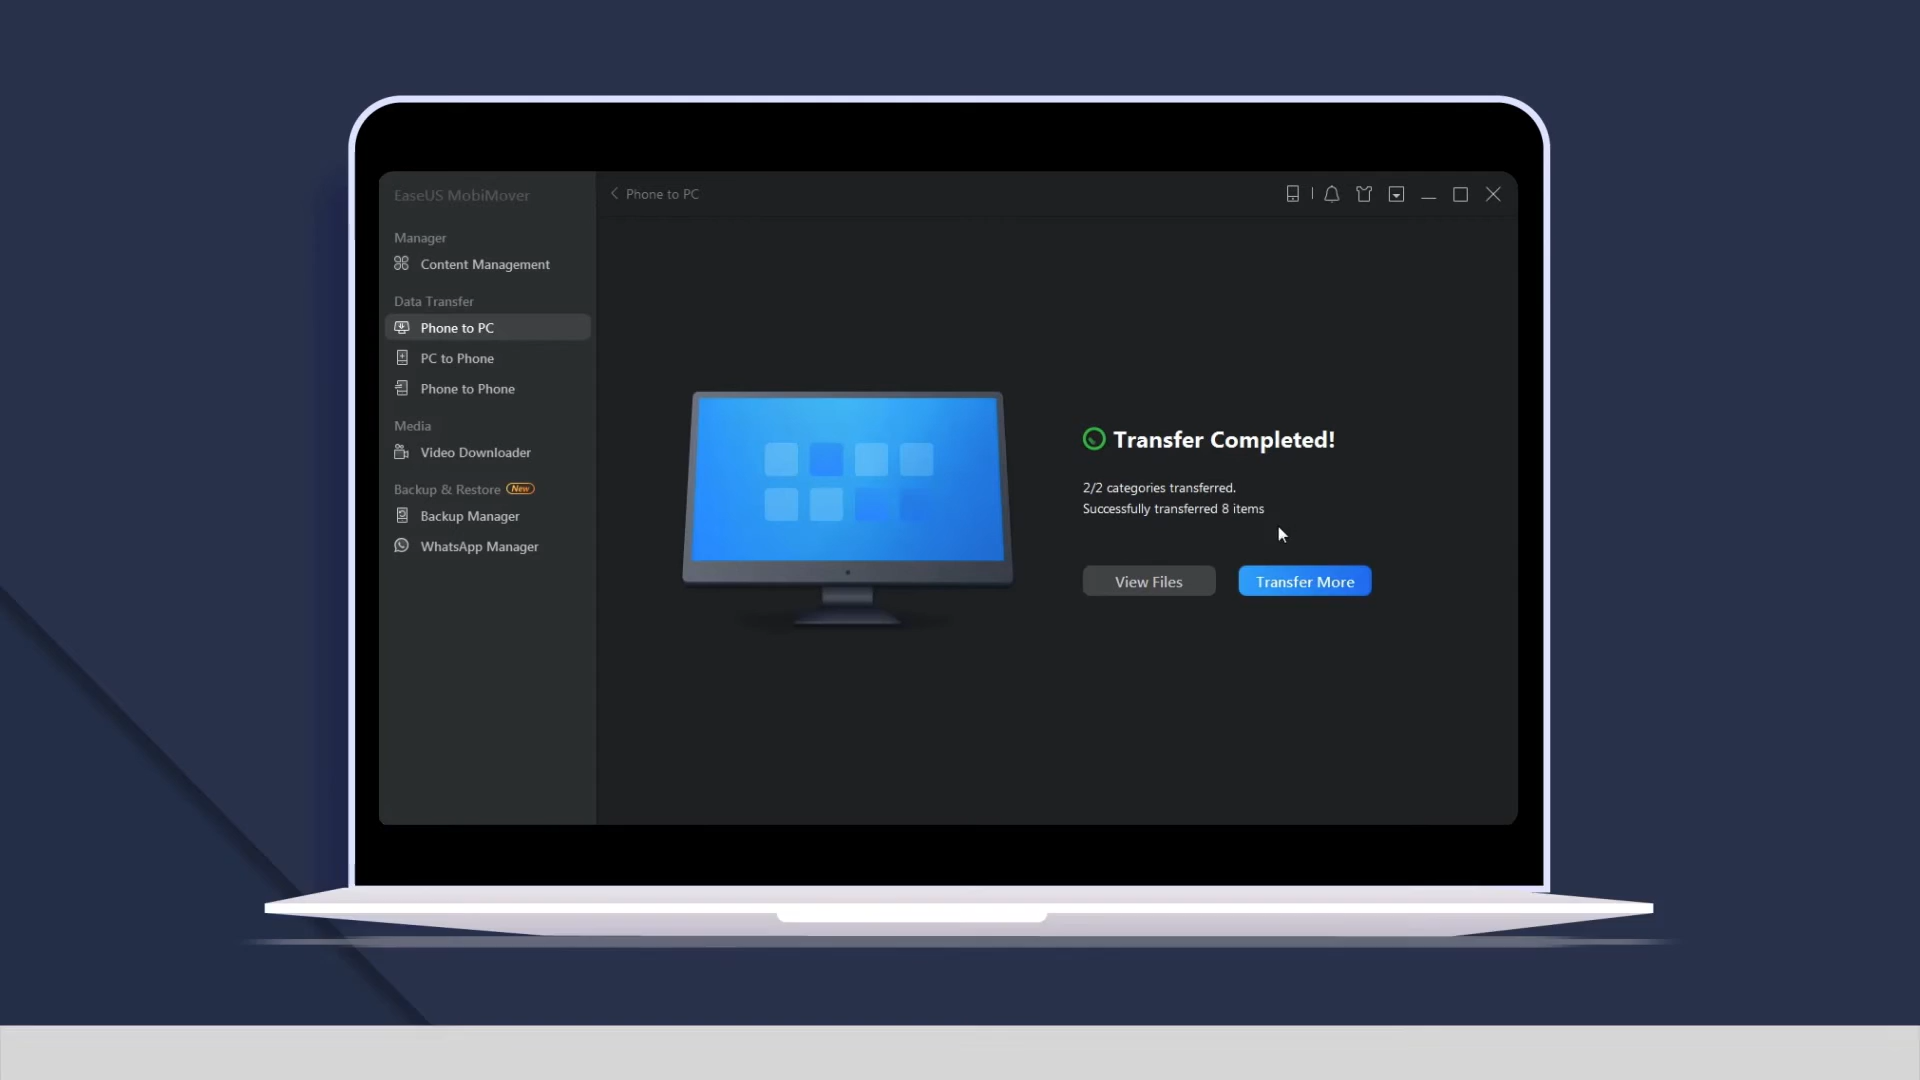 EaseUS MobiMover
Manager
Content Management
Data Transfer
Phone to PC
PC to Phone
Phone to Phone
Media
Video Downloader
Backup & Restore New
Backup Manager
WhatsApp Manager
Phone to PC
Transfer Completed!
2/2 categories transferred.
Successfully transferred 8 items
View Files
Transfer More